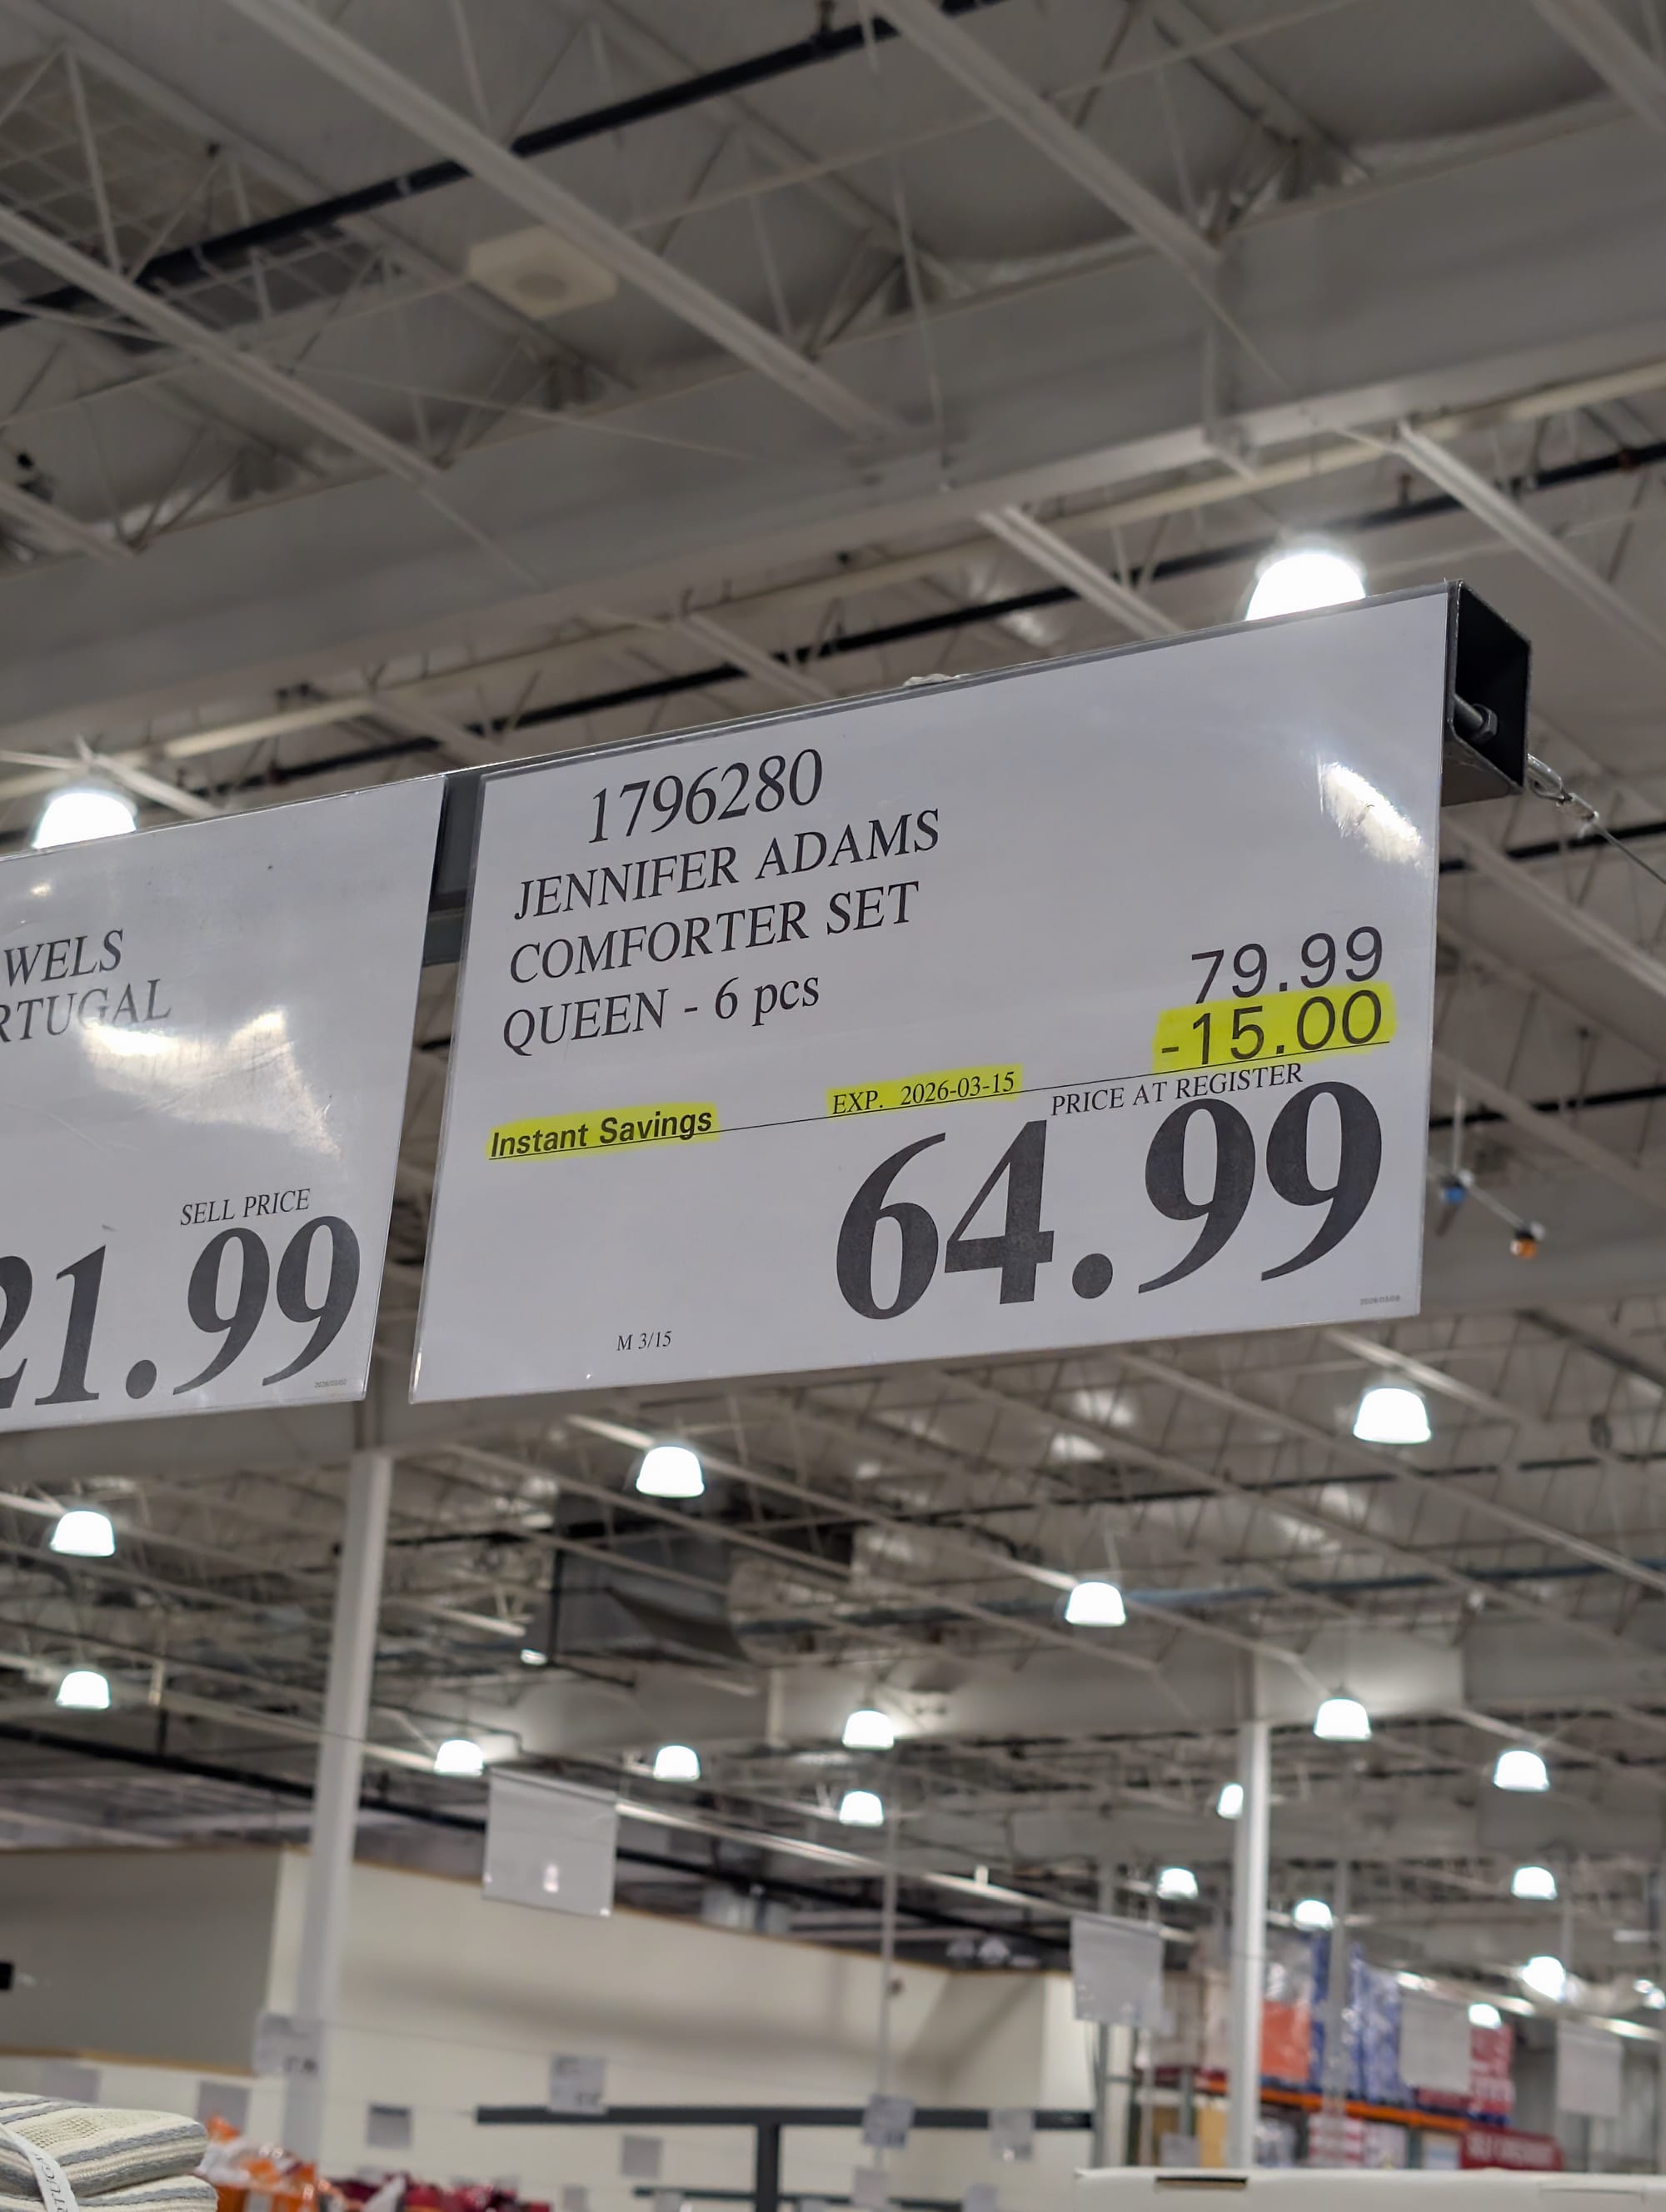 WELS
RTUGAL
SELL PRICE
21.99
1796280
JENNIFER ADAMS
COMFORTER SET
QUEEN - 6 pcs
79.99
-15.00
Instant Savings EXP. 2026-03-15 PRICE AT REGISTER
64.99
M 3/15